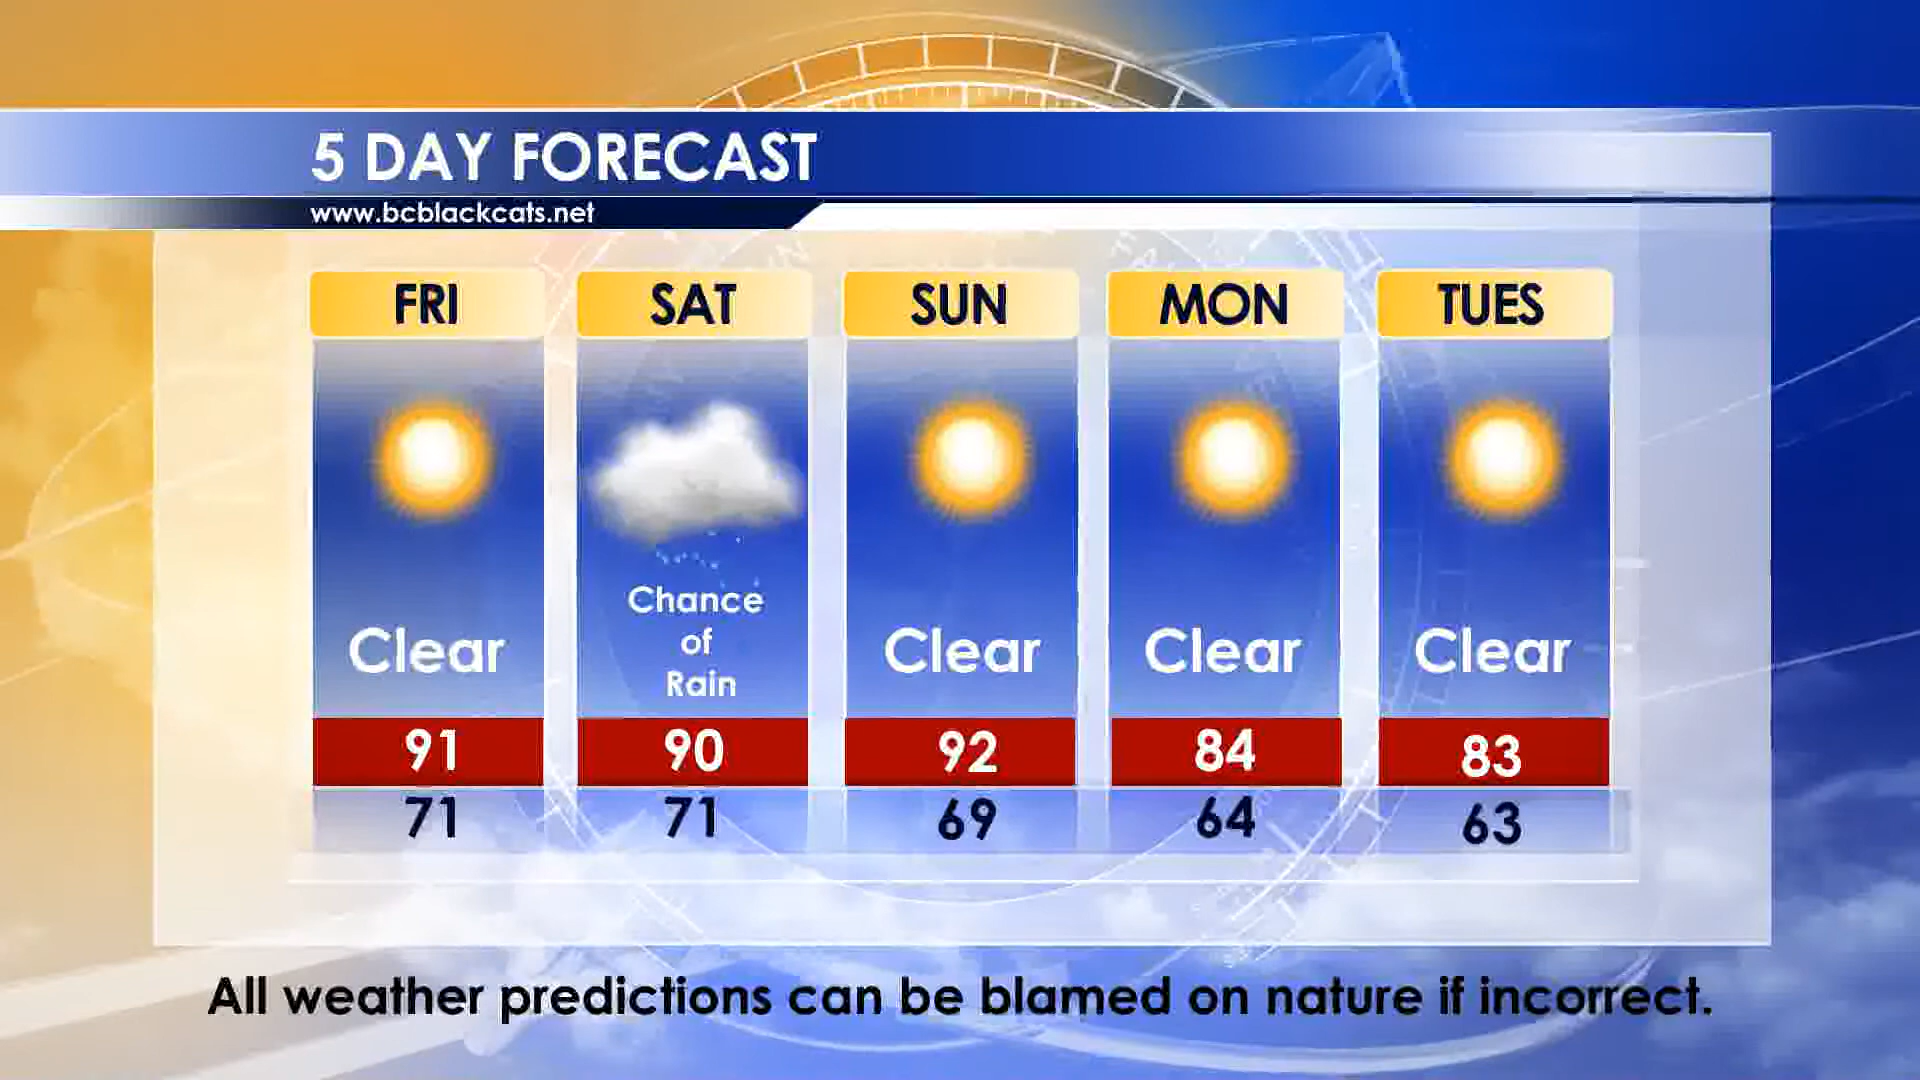 5 DAY FORECAST
www.bcblackcats.net
FRI SAT SUN MON TUES
Clear
Chance
of
Rain
Clear
Clear
Clear
91 90 92 84 83
71 71 69 64 63
All weather predictions can be blamed on nature if incorrect.